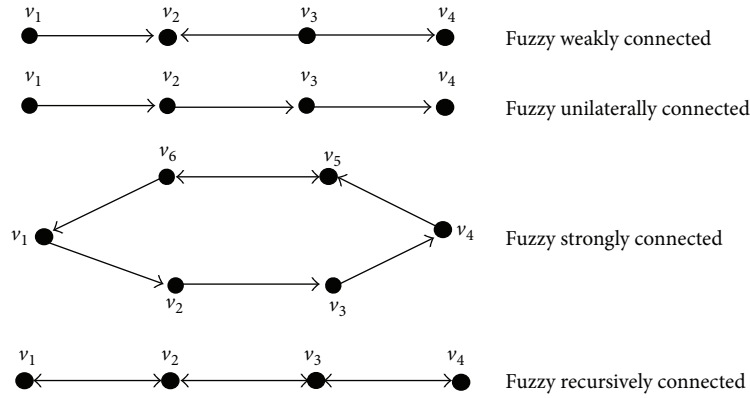 v1 v2 v3 v4
Fuzzy weakly connected
v1 v2 v3 v4
Fuzzy unilaterally connected
v6 v5
v1 v4
Fuzzy strongly connected
v2 v3
v1 v2 v3 v4
Fuzzy recursively connected